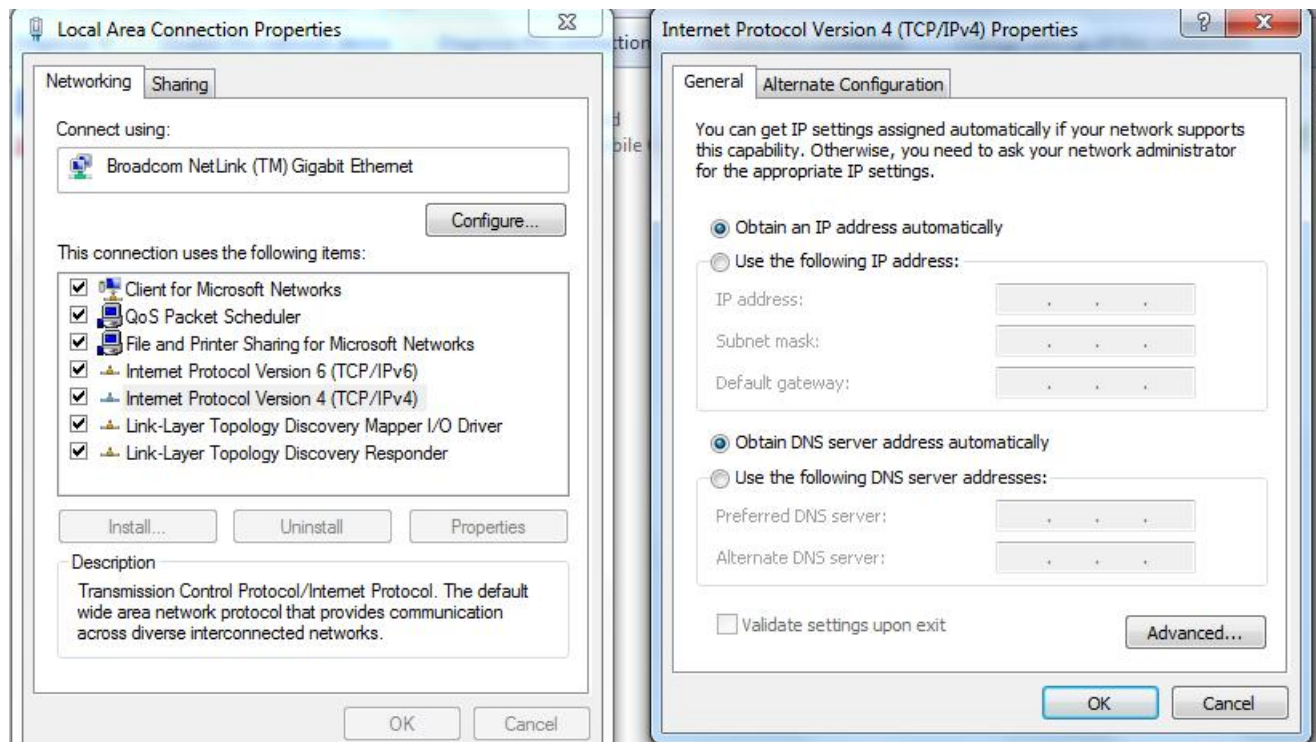 Local Area Connection Properties
Networking
Sharing
Connect using:
Broadcom NetLink (TM) Gigabit Ethernet
Configure...
This connection uses the following items:
Client for Microsoft Networks
QoS Packet Scheduler
File and Printer Sharing for Microsoft Networks
Internet Protocol Version 6 (TCP/IPv6)
Internet Protocol Version 4 (TCP/IPv4)
Link-Layer Topology Discovery Mapper I/O Driver
Link-Layer Topology Discovery Responder
Install...
Uninstall
Properties
Description
Transmission Control Protocol/Internet Protocol. The default
wide area network protocol that provides communication
across diverse interconnected networks.
OK
Cancel
Internet Protocol Version 4 (TCP/IPv4) Properties
General
Alternate Configuration
You can get IP settings assigned automatically if your network supports
this capability. Otherwise, you need to ask your network administrator
for the appropriate IP settings.
Obtain an IP address automatically
Use the following IP address:
IP address:
Subnet mask:
Default gateway:
Obtain DNS server address automatically
Use the following DNS server addresses:
Preferred DNS server:
Alternate DNS server:
Validate settings upon exit
Advanced...
OK
Cancel